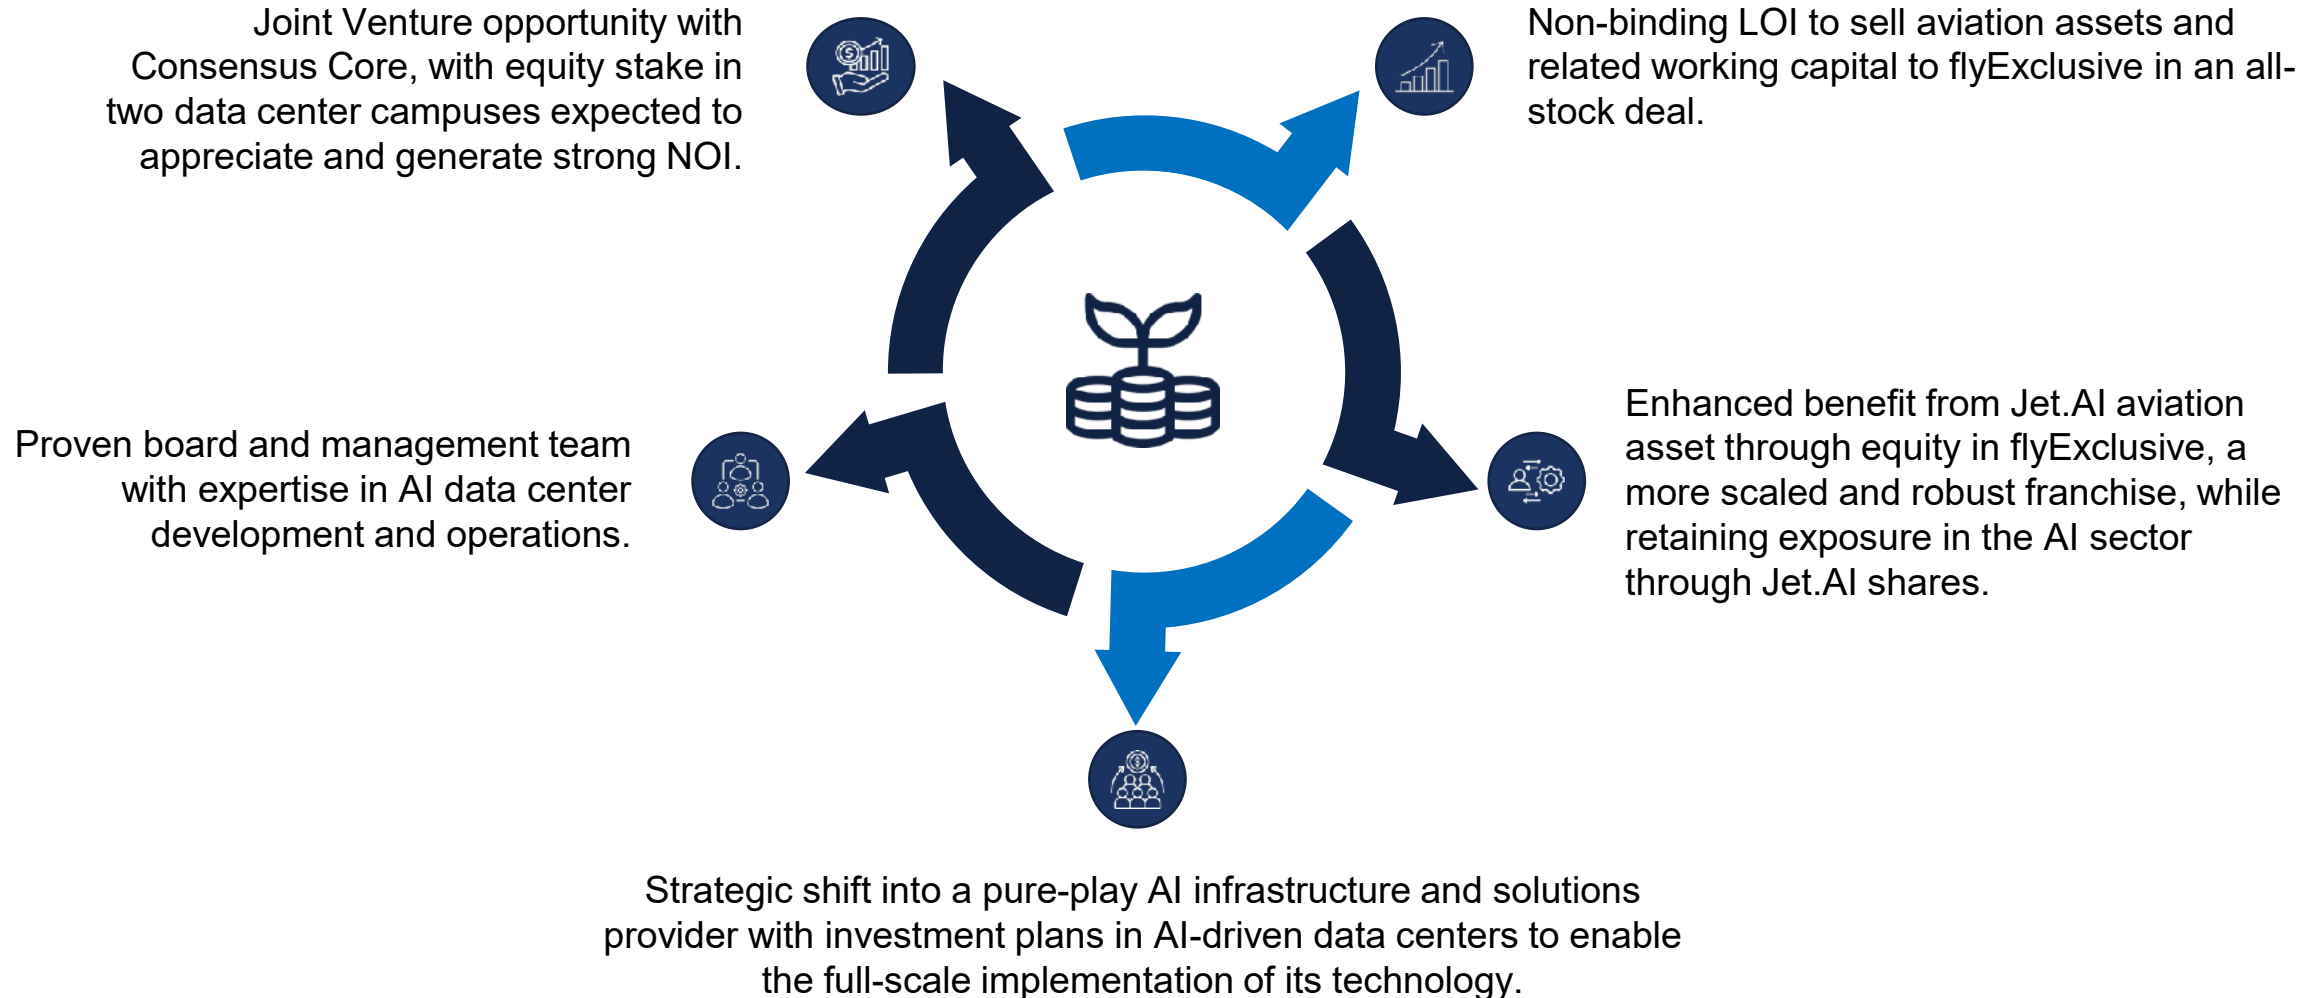 Joint Venture opportunity with
Consensus Core, with equity stake in
two data center campuses expected to
appreciate and generate strong NOI.
Non-binding LOI to sell aviation assets and
related working capital to flyExclusive in an all-
stock deal.
Proven board and management team
with expertise in AI data center
development and operations.
Enhanced benefit from Jet.AI aviation
asset through equity in flyExclusive, a
more scaled and robust franchise, while
retaining exposure in the AI sector
through Jet.AI shares.
Strategic shift into a pure-play AI infrastructure and solutions
provider with investment plans in AI-driven data centers to enable
the full-scale implementation of its technology.